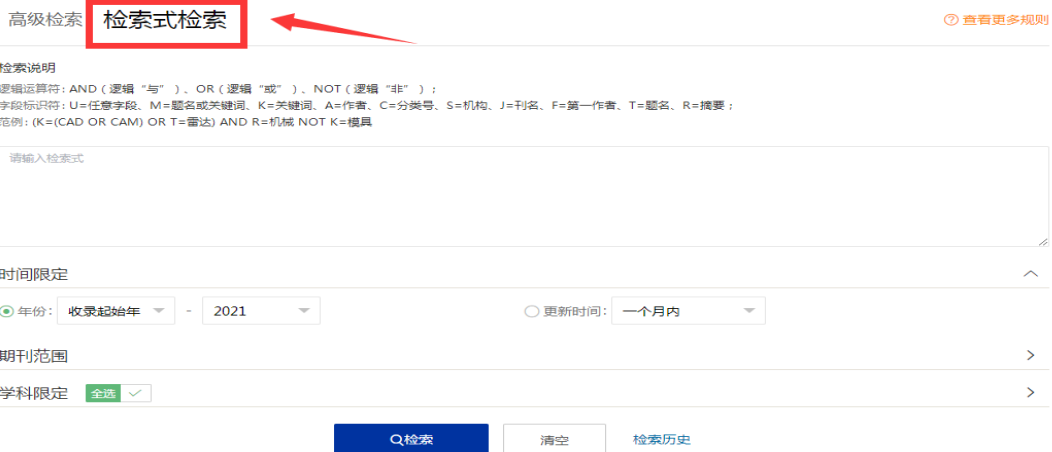 高级检索 检索式检索 查看更多规则
检索说明
逻辑运算符：AND（逻辑“与”）、OR（逻辑“或”）、NOT（逻辑“非”）；
字段标识符：U=任意字段、M=题名或关键词、K=关键词、A=作者、C=分类号、S=机构、J=刊名、F=第一作者、T=题名、R=摘要；
范例：(K=(CAD OR CAM) OR T=雷达) AND R=机械 NOT K=模具
请输入检索式
时间限定
年份： 收录起始年 - 2021 更新时间： 一个月内
期刊范围
学科限定 全选
检索 清空 检索历史